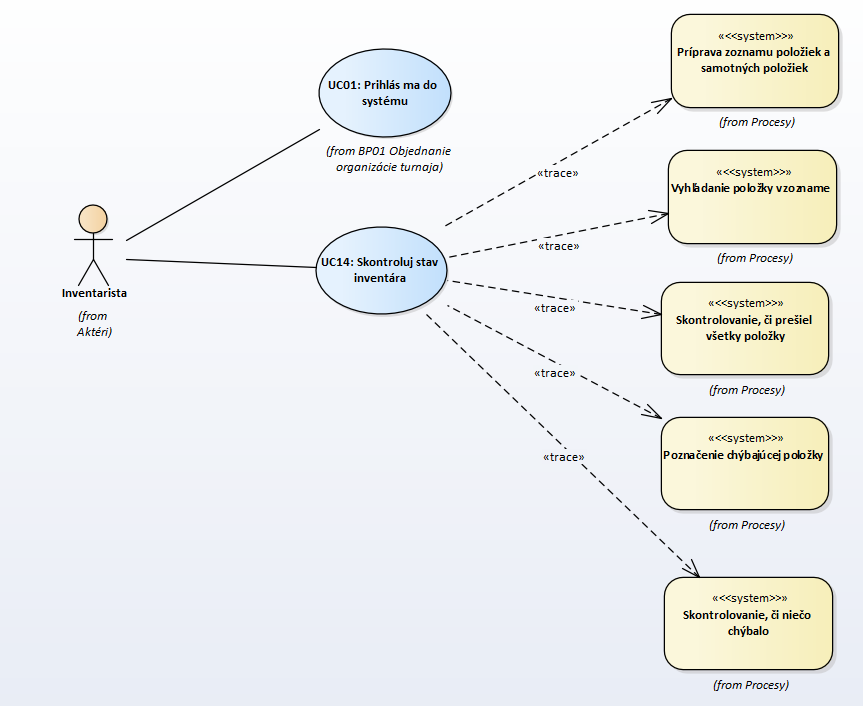 UC01: Prihlás ma do
systému
(from BP01 Objednanie
organizácie turnaja)
Inventarista
(from
Aktéri)
UC14: Skontroluj stav
inventára
«trace»
«trace»
«trace»
«trace»
«trace»
«<<system>>»
Príprava zoznamu položiek a
samotných položiek
(from Procesy)
«<<system>>»
Vyhľadanie položky v zozname
(from Procesy)
«<<system>>»
Skontrolovanie, či prešiel
všetky položky
(from Procesy)
«<<system>>»
Poznačenie chýbajúcej položky
(from Procesy)
«<<system>>»
Skontrolovanie, či niečo
chýbalo
(from Procesy)